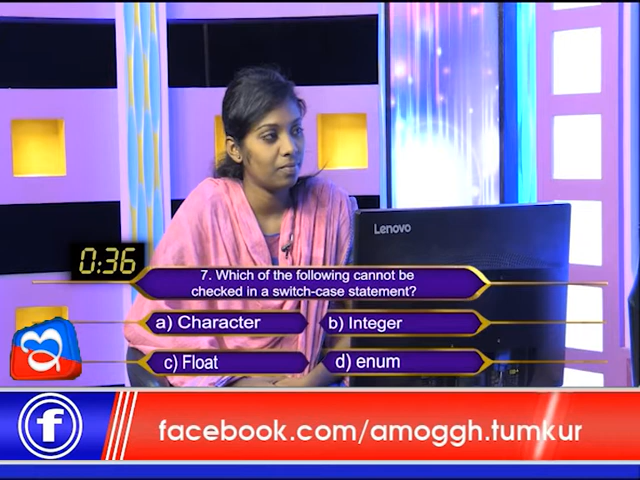 Lenovo
0:36
7. Which of the following cannot be
checked in a switch-case statement?
a) Character
b) Integer
c) Float
d) enum
f
facebook.com/amoggh.tumkur